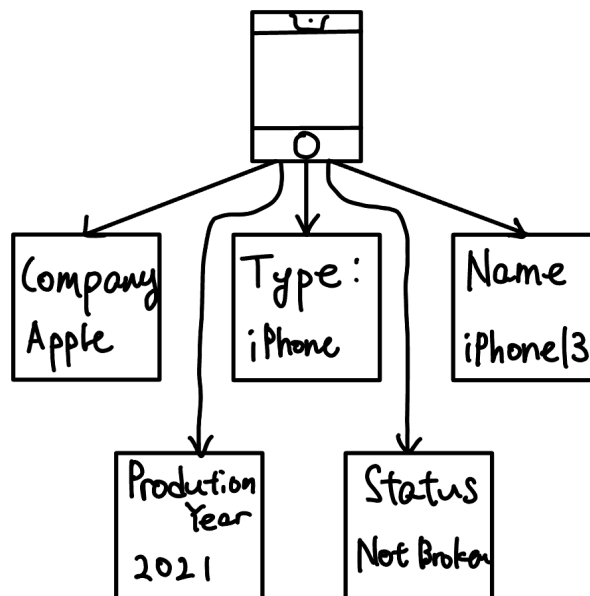 Company
Apple
Type:
iPhone
Name
iPhone13
Prodution
Year
2021
Status
Not Broken